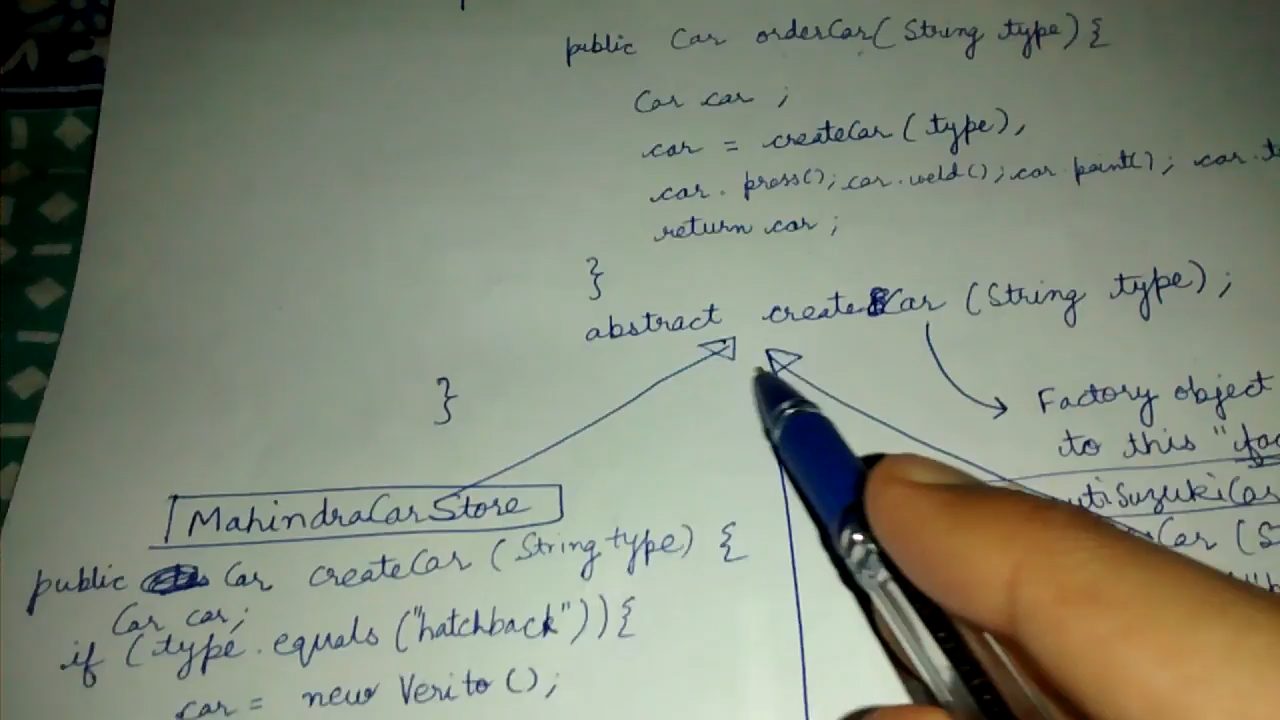 public Car orderCar(String type){
Car car ;
car = createCar (type),
car. press(); car.weld(); car paint(); car.
return car ;
}
abstract createCar (String type);
}
Factory object
to this "
MahindraCarStore
public Car createCar (String type) {
Car car;
if (type.equals ("hatchback")){
car = new Verito ();